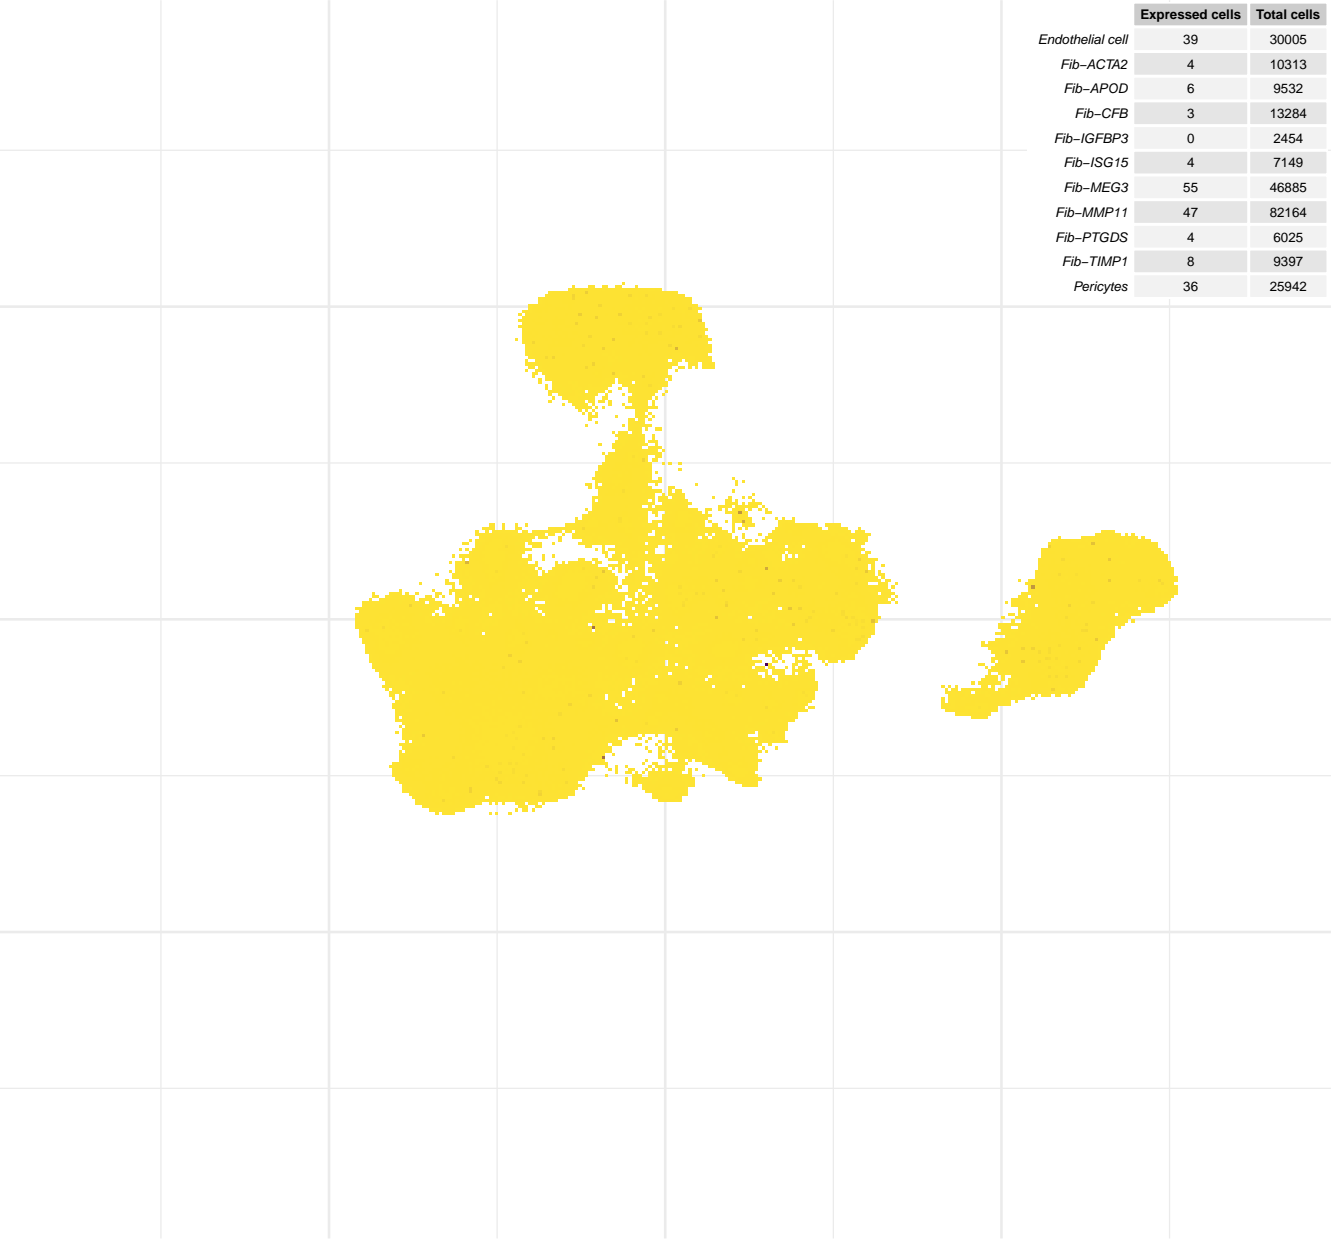 Expressed cells Total cells
Endothelial cell 39 30005
Fib−ACTA2 4 10313
Fib−APOD 6 9532
Fib−CFB 3 13284
Fib−IGFBP3 0 2454
Fib−ISG15 4 7149
Fib−MEG3 55 46885
Fib−MMP11 47 82164
Fib−PTGDS 4 6025
Fib−TIMP1 8 9397
Pericytes 36 25942